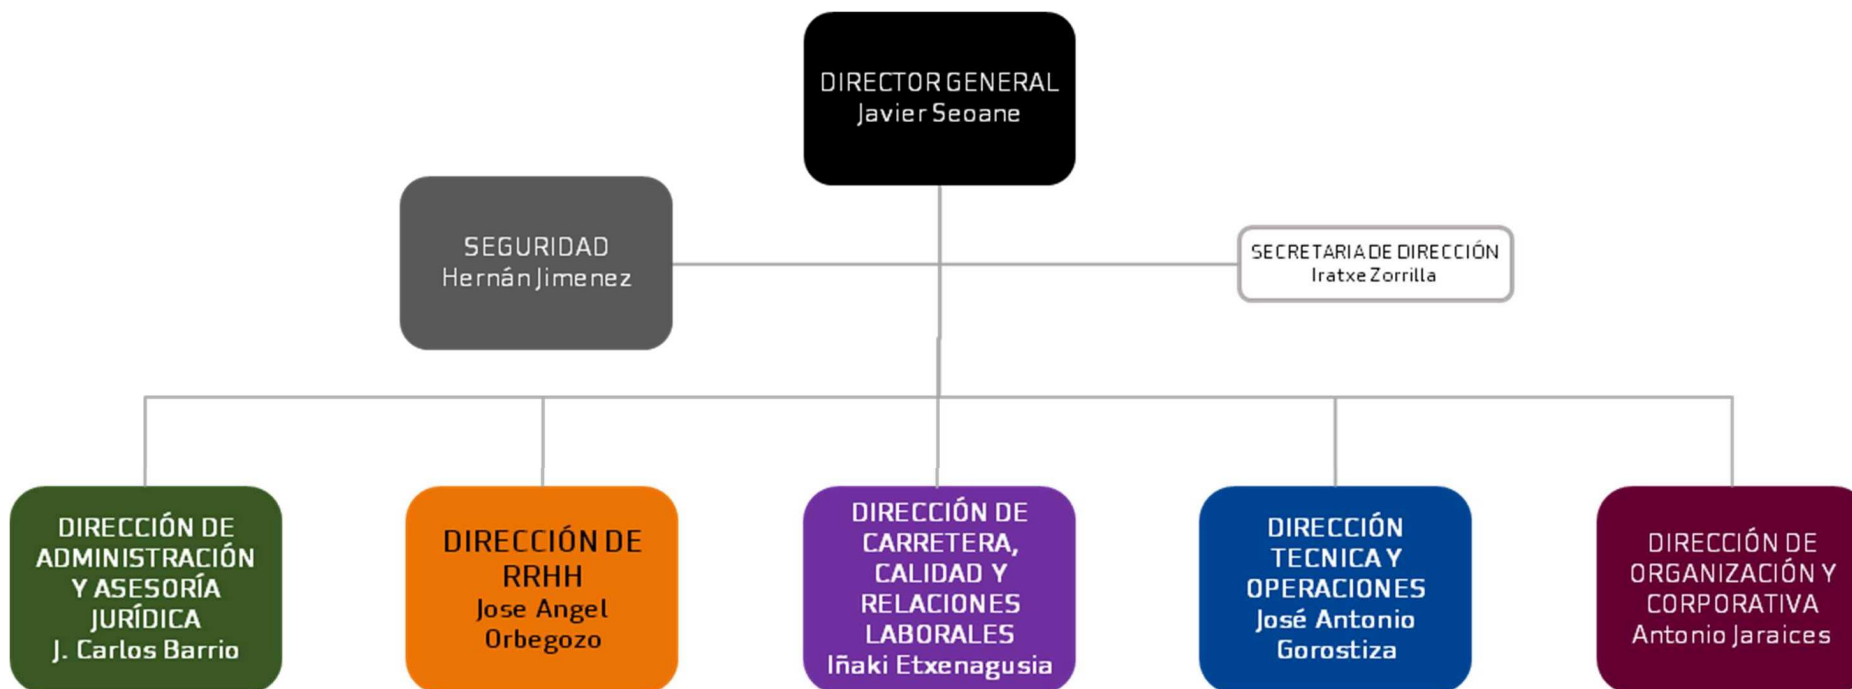 DIRECTOR GENERAL
Javier Seoane
SEGURIDAD
Hernán Jimenez
SECRETARIA DE DIRECCIÓN
Iratxe Zorrilla
DIRECCIÓN DE
ADMINISTRACIÓN
Y ASESORÍA
JURÍDICA
J. Carlos Barrio
DIRECCIÓN DE
RRHH
Jose Angel
Orbegozo
DIRECCIÓN DE
CARRETERA,
CALIDAD Y
RELACIONES
LABORALES
Iñaki Etxenagusia
DIRECCIÓN
TECNICA Y
OPERACIONES
José Antonio
Gorostiza
DIRECCIÓN DE
ORGANIZACIÓN Y
CORPORATIVA
Antonio Jaraices